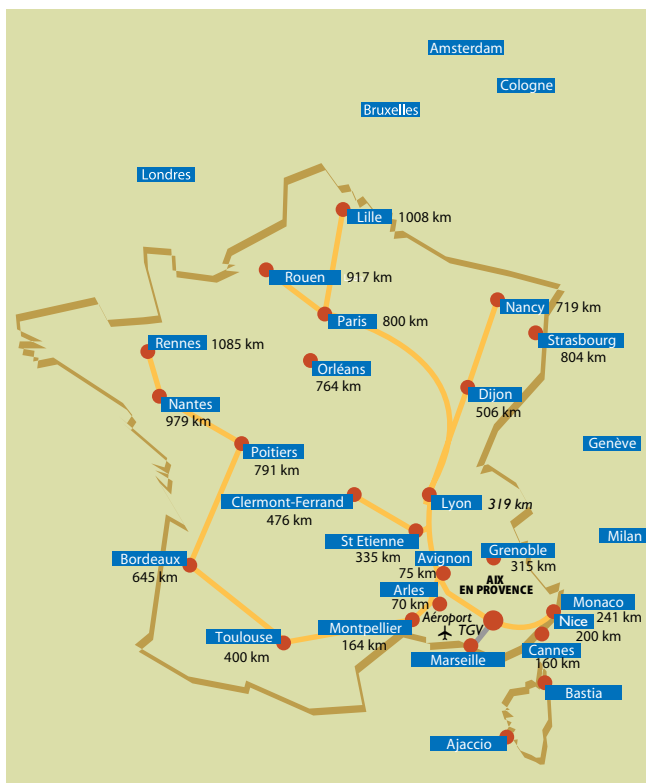 Amsterdam
Cologne
Bruxelles
Londres
Lille 1008 km
Rouen 917 km
Nancy 719 km
Paris 800 km
Strasbourg
804 km
Rennes 1085 km
Orléans
764 km
Dijon
506 km
Nantes
979 km
Poitiers
791 km
Genève
Clermont-Ferrand
476 km
Lyon 319 km
St Etienne
335 km
Milan
Grenoble
315 km
Avignon
75 km
Bordeaux
645 km
AIX
EN PROVENCE
Arles
70 km
Monaco
241 km
Aéroport
TGV
Nice
200 km
Montpellier
164 km
Toulouse
400 km
Marseille
Cannes
160 km
Bastia
Ajaccio